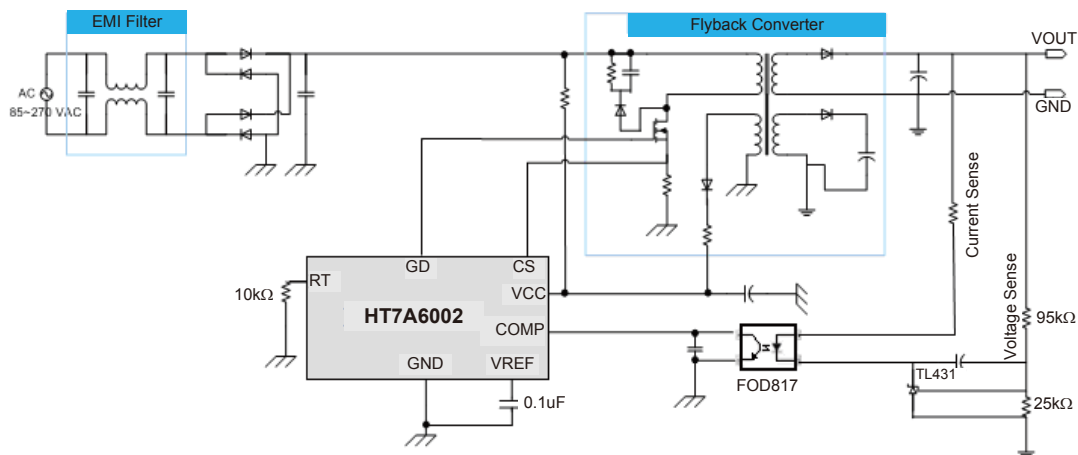 EMI Filter
Flyback Converter
VOUT
AC
85~270 VAC
GND
Current Sense
Voltage Sense
GD
CS
RT
10kΩ
VCC
HT7A6002
COMP
95kΩ
GND
VREF
FOD817
TL431
0.1uF
25kΩ